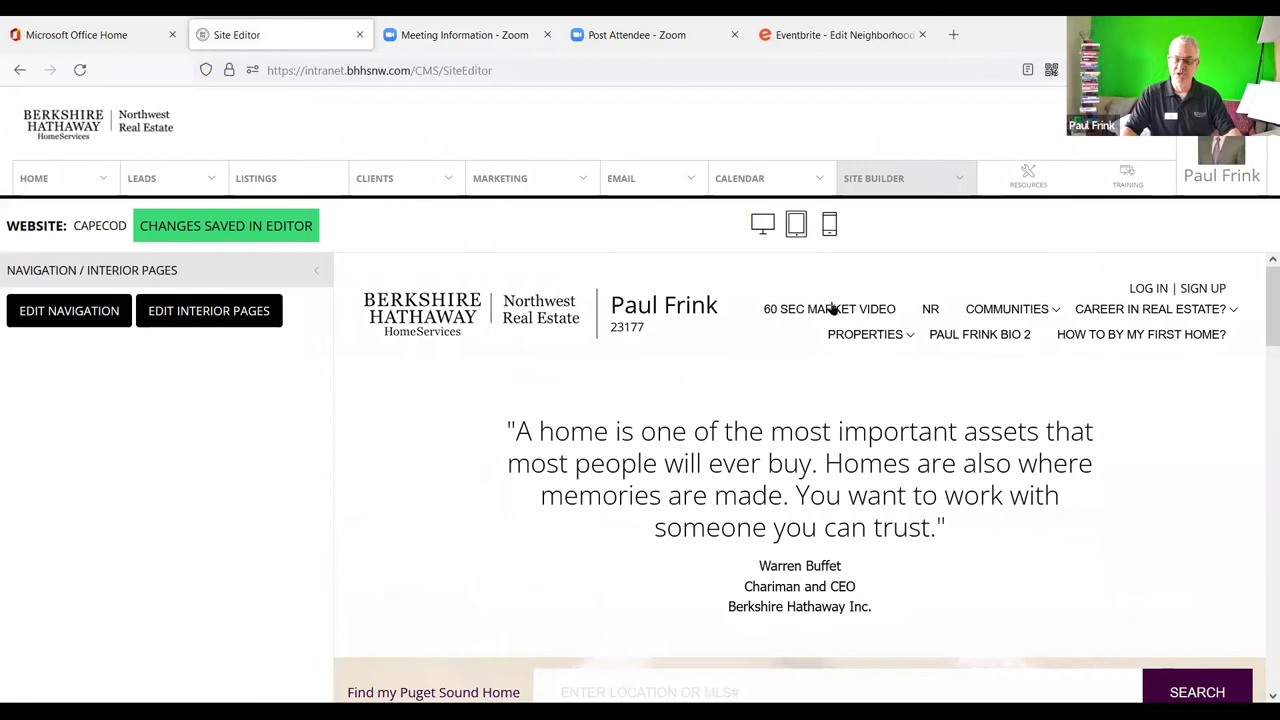 Microsoft Office Home
Site Editor
Meeting Information - Zoom
Post Attendee - Zoom
Eventbrite - Edit Neighborhood
https://intranet.bhhsnw.com/CMS/SiteEditor
Paul Frink
BERKSHIRE
HATHAWAY
HomeServices
Northwest
Real Estate
HOME
LEADS
LISTINGS
CLIENTS
MARKETING
EMAIL
CALENDAR
SITE BUILDER
RESOURCES
TRAINING
Paul Frink
WEBSITE: CAPECOD
CHANGES SAVED IN EDITOR
NAVIGATION / INTERIOR PAGES
EDIT NAVIGATION
EDIT INTERIOR PAGES
BERKSHIRE
HATHAWAY
HomeServices
Northwest
Real Estate
Paul Frink
23177
LOG IN | SIGN UP
60 SEC MARKET VIDEO
NR
COMMUNITIES
CAREER IN REAL ESTATE?
PROPERTIES
PAUL FRINK BIO 2
HOW TO BY MY FIRST HOME?
"A home is one of the most important assets that
most people will ever buy. Homes are also where
memories are made. You want to work with
someone you can trust."
Warren Buffet
Chariman and CEO
Berkshire Hathaway Inc.
Find my Puget Sound Home
ENTER LOCATION OR MLS#
SEARCH